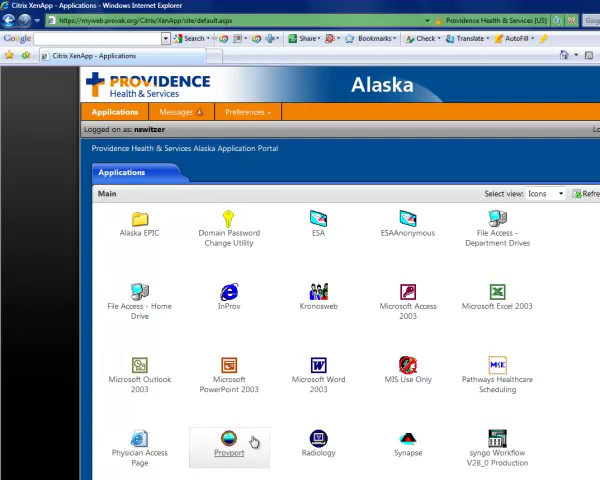 Citrix XenApp - Applications - Windows Internet Explorer
https://myweb.provak.org/Citrix/XenApp/site/default.aspx
Providence Health & Services [US]
Google
Search
Share
Bookmarks
Check
Translate
AutoFill
Citrix XenApp - Applications
PROVIDENCE
Health & Services
Alaska
Applications
Messages
Preferences
Logged on as: nswitzer
Lo
Providence Health & Services Alaska Application Portal
Applications
Main
Select view: Icons
Refre
Alaska EPIC
Domain Password
Change Utility
ESA
ESAAnonymous
File Access -
Department Drives
File Access - Home
Drive
InProv
Kronosweb
Microsoft Access
2003
Microsoft Excel 2003
Microsoft Outlook
2003
Microsoft
PowerPoint 2003
Microsoft Word
2003
MIS Use Only
MSK
Pathways Healthcare
Scheduling
Physician Access
Page
Provport
Radiology
Synapse
syngo Workflow
V28_0 Production